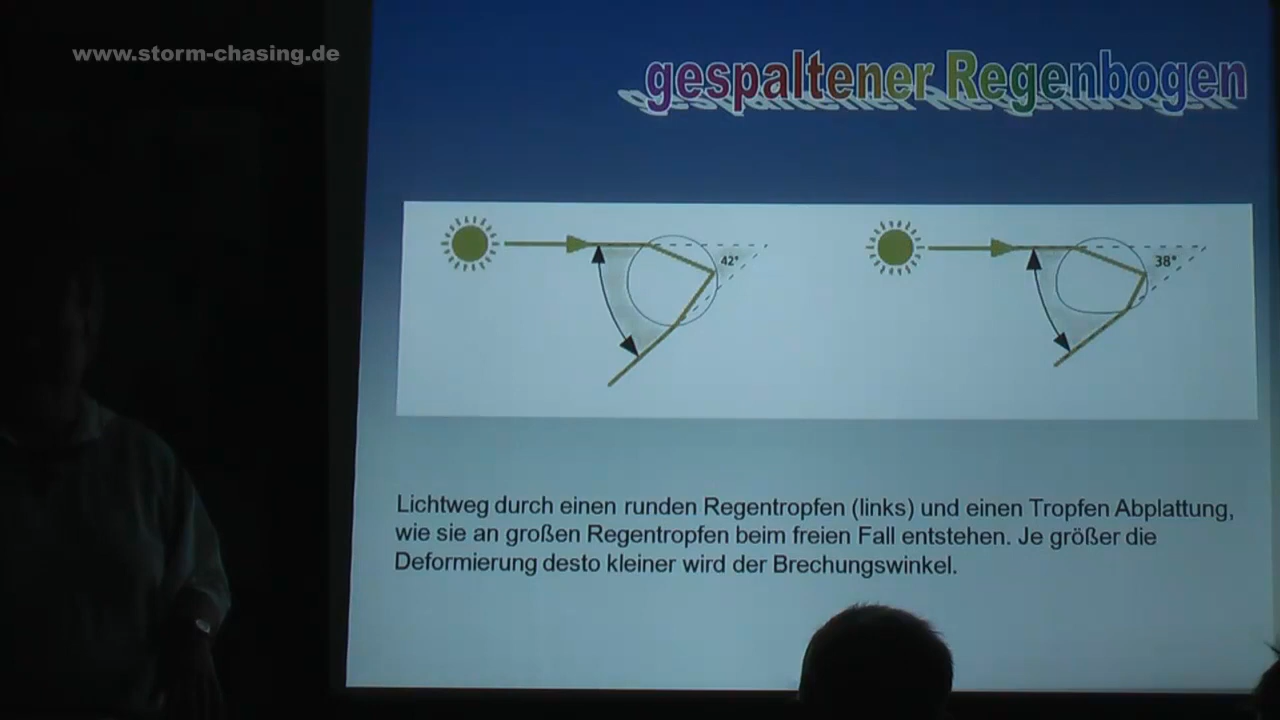 www.storm-chasing.de
gespaltener Regenbogen
42°
38°
Lichtweg durch einen runden Regentropfen (links) und einen Tropfen Abplattung,
wie sie an großen Regentropfen beim freien Fall entstehen. Je größer die
Deformierung desto kleiner wird der Brechungswinkel.